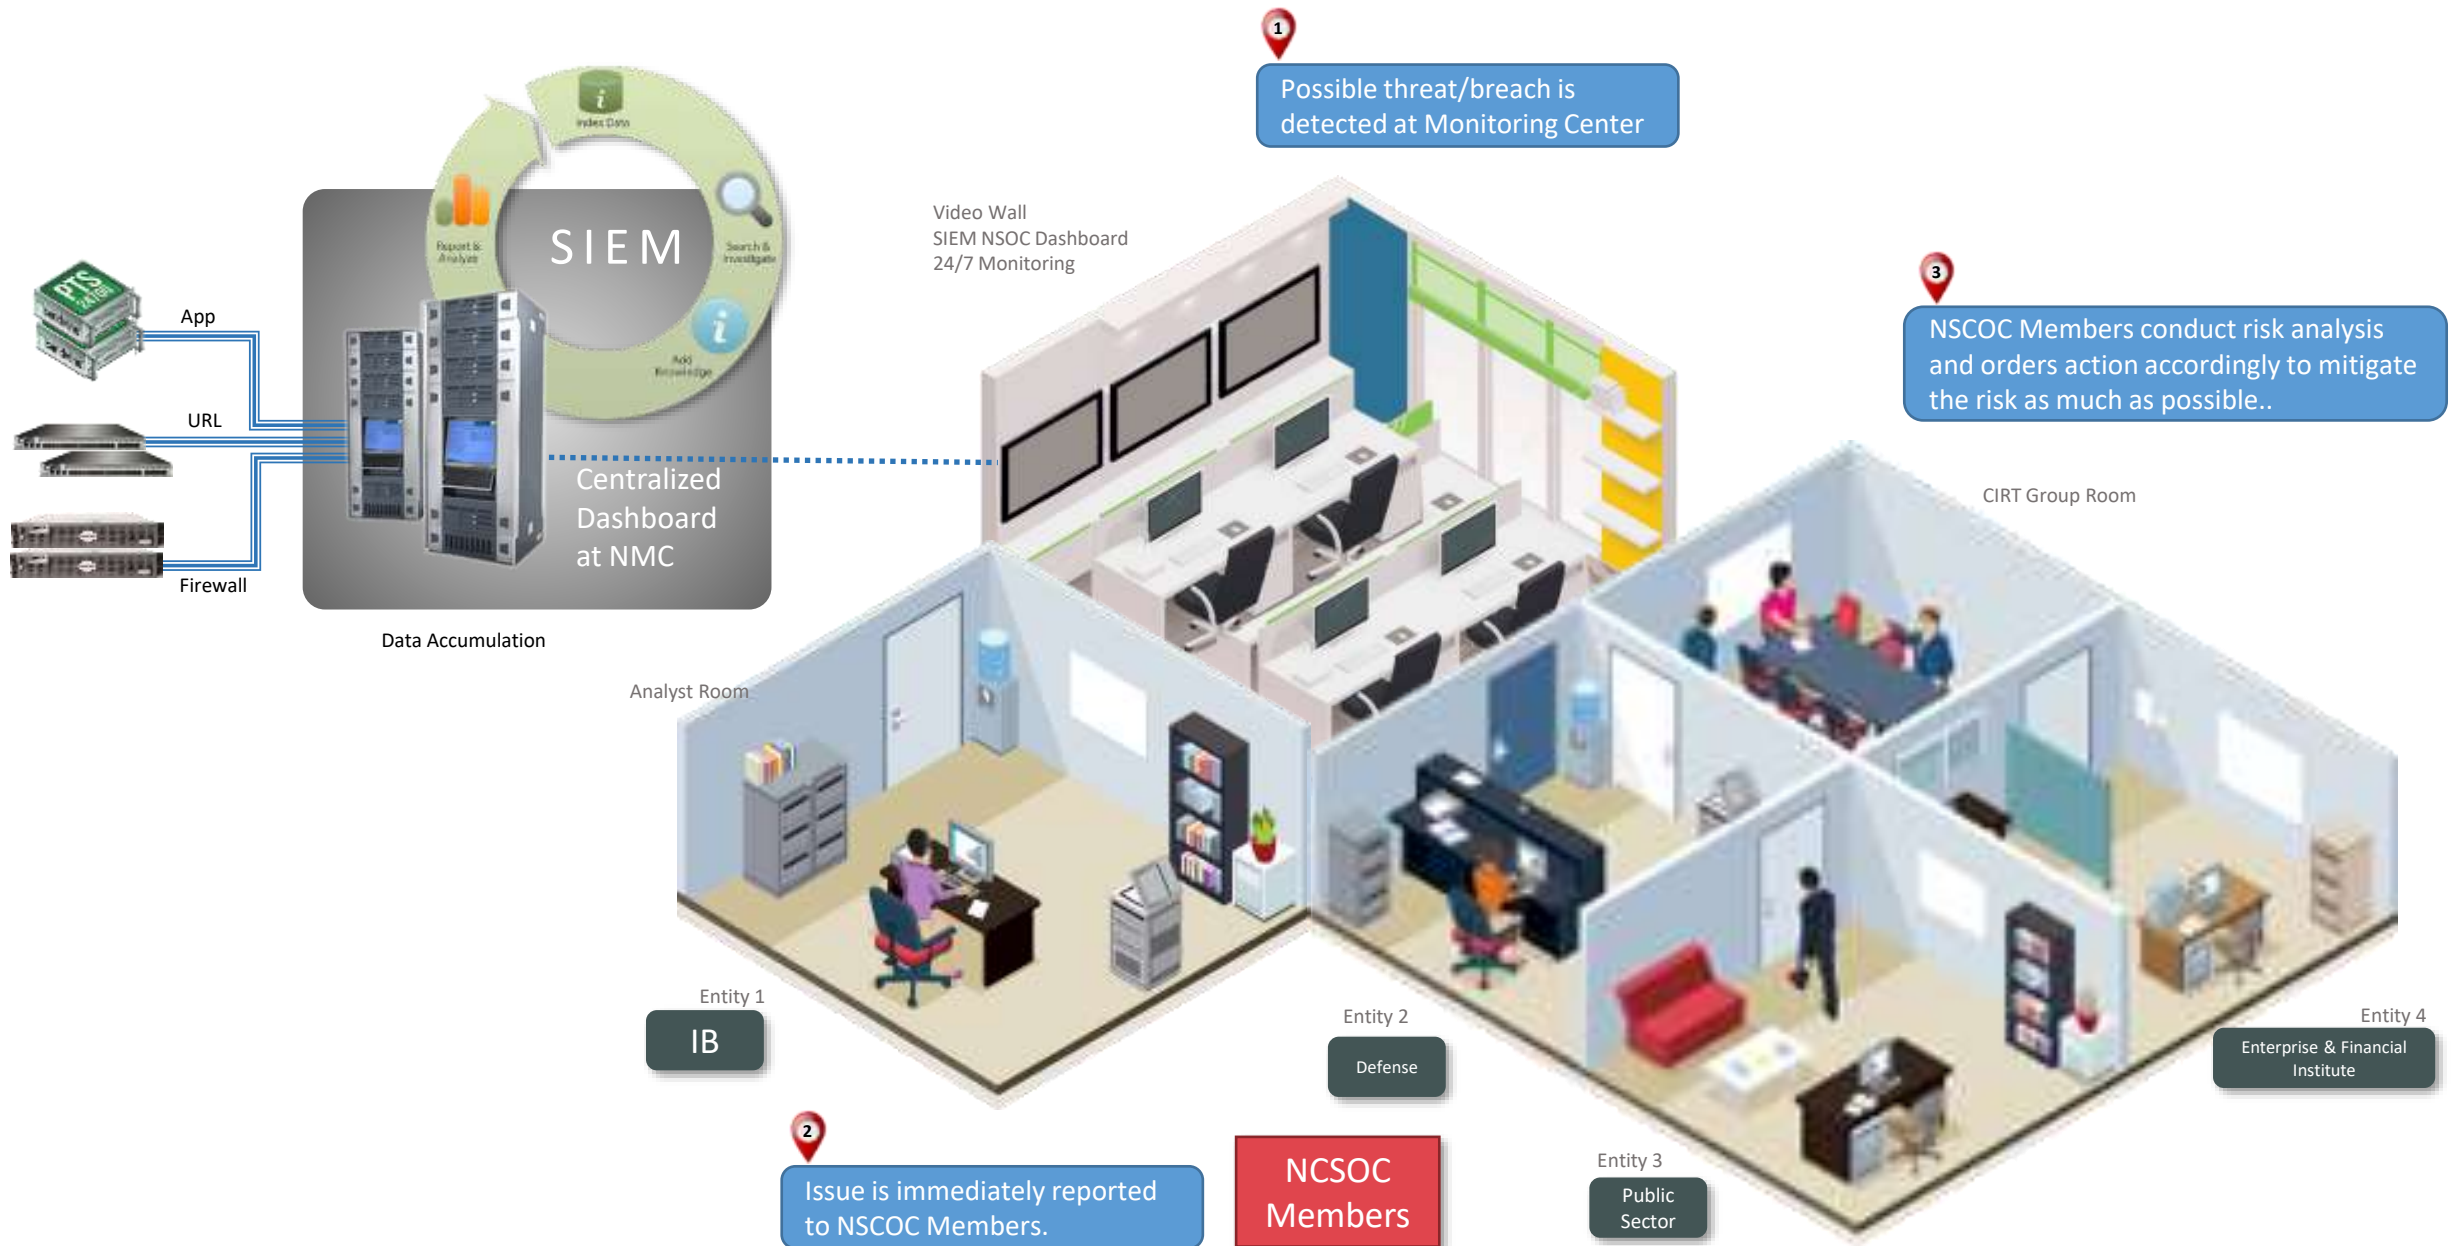 1
Possible threat/breach is
detected at Monitoring Center
Index Data
Search &
Investigate
Add
Knowledge
Report &
Analyze
SIEM
Centralized
Dashboard
at NMC
PTS
App
URL
Firewall
Data Accumulation
Video Wall
SIEM NSOC Dashboard
24/7 Monitoring
3
NSCOC Members conduct risk analysis
and orders action accordingly to mitigate
the risk as much as possible..
CIRT Group Room
Analyst Room
Entity 1
IB
Entity 2
Defense
Entity 3
Public
Sector
Entity 4
Enterprise & Financial
Institute
2
Issue is immediately reported
to NSCOC Members.
NCSOC
Members